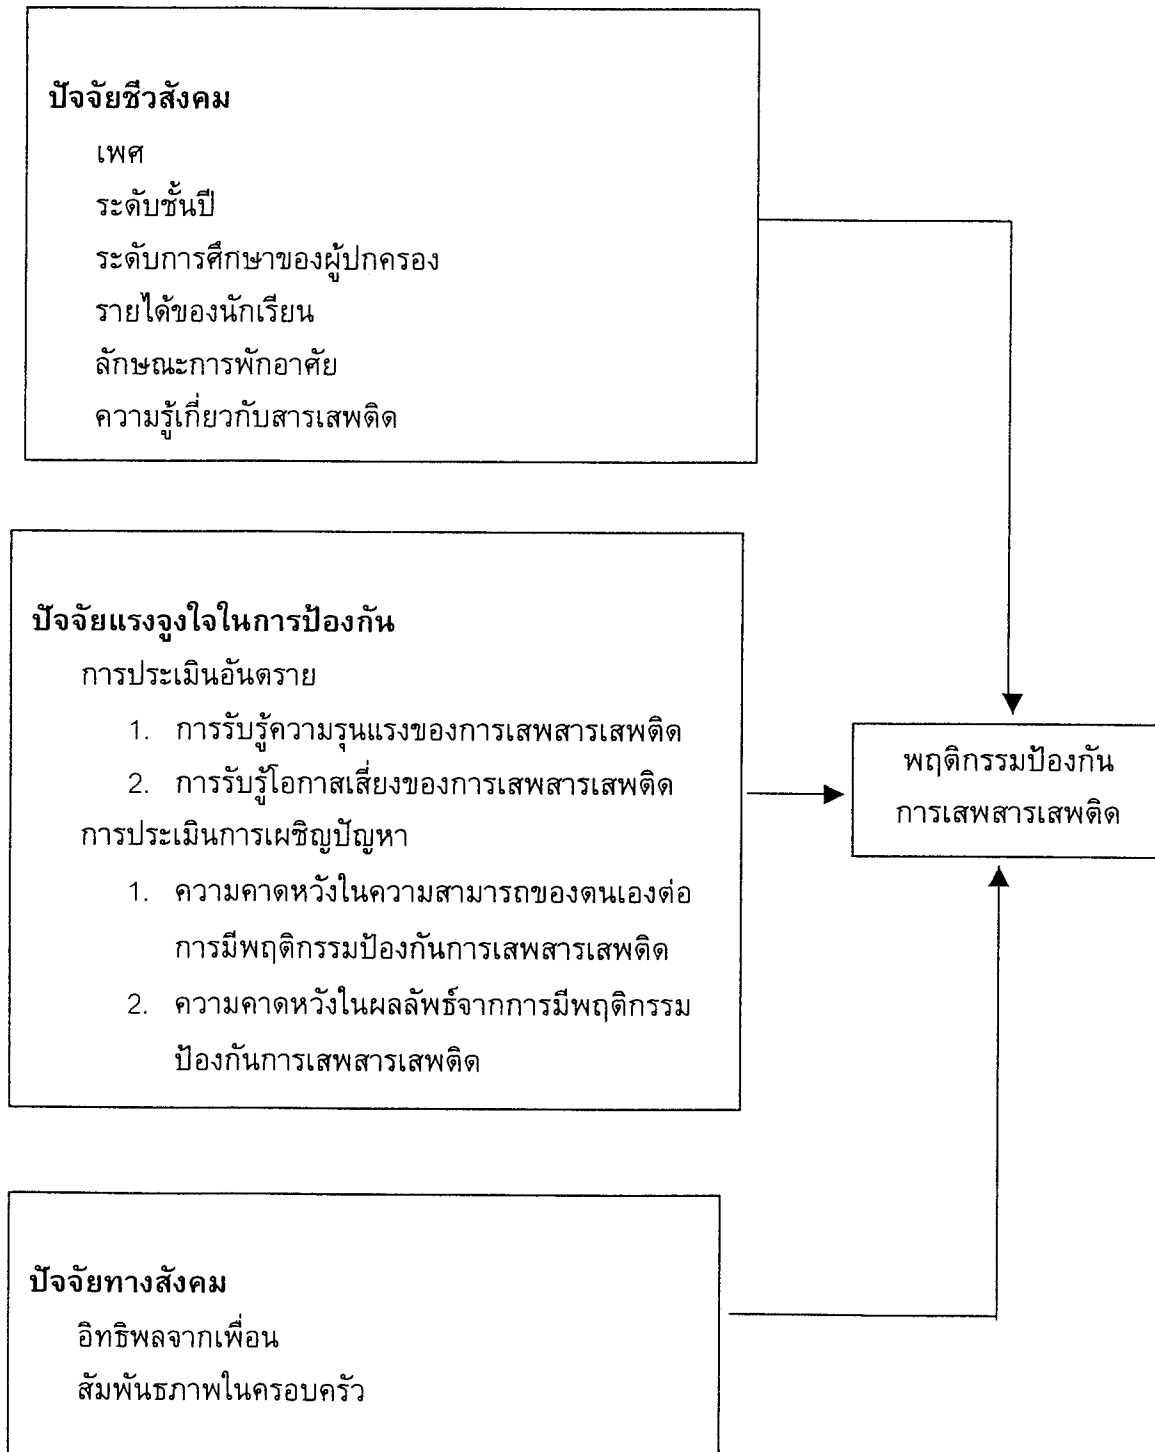 ปัจจัยชีวสังคม
เพศ
ระดับชั้นปี
ระดับการศึกษาของผู้ปกครอง
รายได้ของนักเรียน
ลักษณะการพักอาศัย
ความรู้เกี่ยวกับสารเสพติด
ปัจจัยแรงจูงใจในการป้องกัน
การประเมินอันตราย
1. การรับรู้ความรุนแรงของการเสพสารเสพติด
2. การรับรู้โอกาสเสี่ยงของการเสพสารเสพติด
การประเมินการเผชิญปัญหา
1. ความคาดหวังในความสามารถของตนเองต่อ
การมีพฤติกรรมป้องกันการเสพสารเสพติด
2. ความคาดหวังในผลลัพธ์จากการมีพฤติกรรม
ป้องกันการเสพสารเสพติด
พฤติกรรมป้องกัน
การเสพสารเสพติด
ปัจจัยทางสังคม
อิทธิพลจากเพื่อน
สัมพันธภาพในครอบครัว